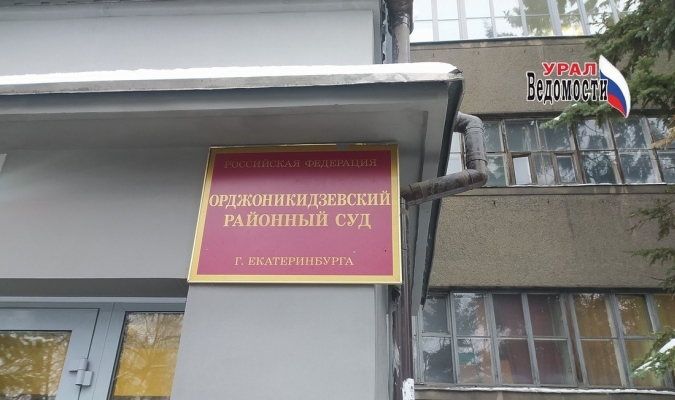 УРАЛ
Ведомости
РОССИЙСКАЯ ФЕДЕРАЦИЯ
ОРДЖОНИКИДЗЕВСКИЙ
РАЙОННЫЙ СУД
Г. ЕКАТЕРИНБУРГА